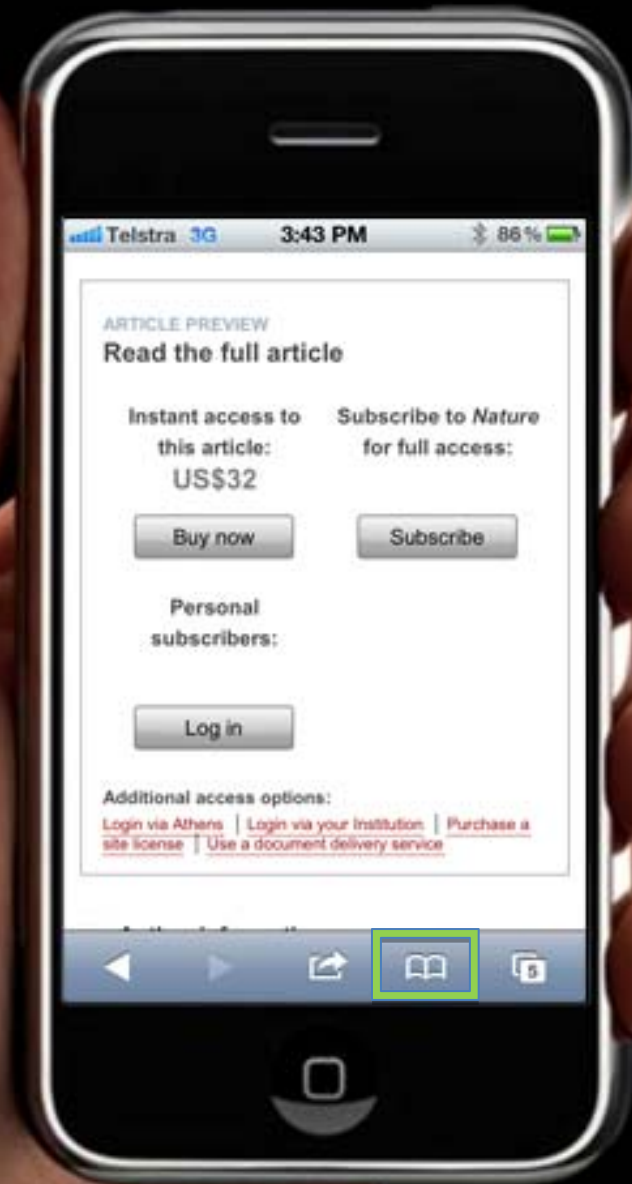 Telstra 3G 3:43 PM 86%
ARTICLE PREVIEW
Read the full article
Instant access to
this article:
US$32
Buy now
Subscribe to Nature
for full access:
Subscribe
Personal
subscribers:
Log in
Additional access options:
Login via Athens | Login via your Institution | Purchase a
site license | Use a document delivery service
5